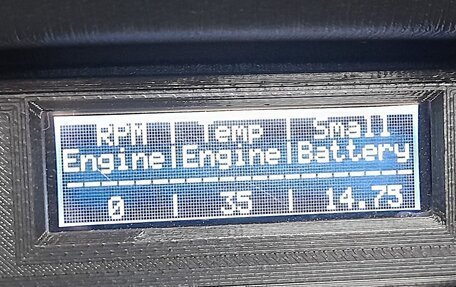 RPM | Temp | Small
Engine|Engine|Battery
--------------------
0 | 35 | 14.75